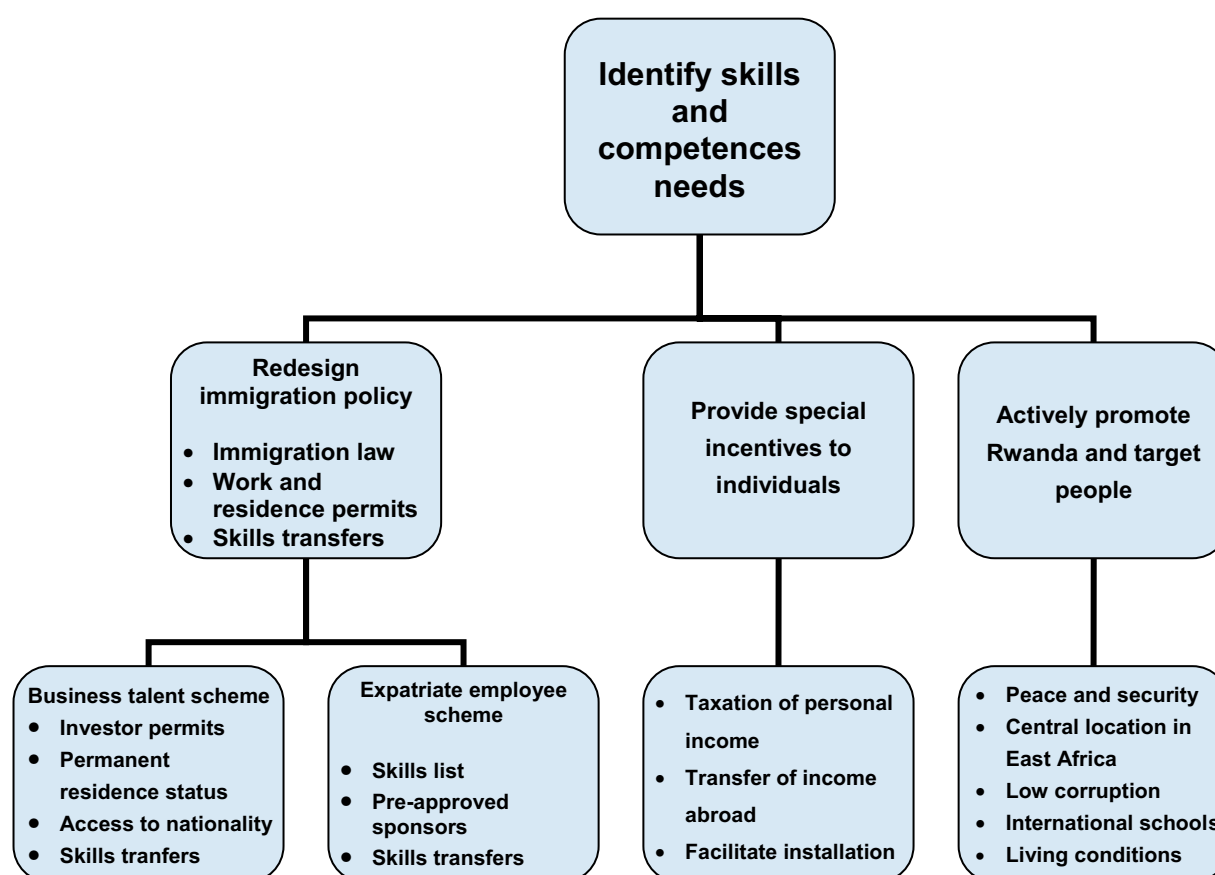 Identify skills
and
competences
needs
Redesign
immigration policy
• Immigration law
• Work and
residence permits
• Skills transfers
Provide special
incentives to
individuals
Actively promote
Rwanda and target
people
Business talent scheme
• Investor permits
• Permanent
residence status
• Access to nationality
• Skills tranfers
Expatriate employee
scheme
• Skills list
• Pre-approved
sponsors
• Skills transfers
• Taxation of personal
income
• Transfer of income
abroad
• Facilitate installation
• Peace and security
• Central location in
East Africa
• Low corruption
• International schools
• Living conditions